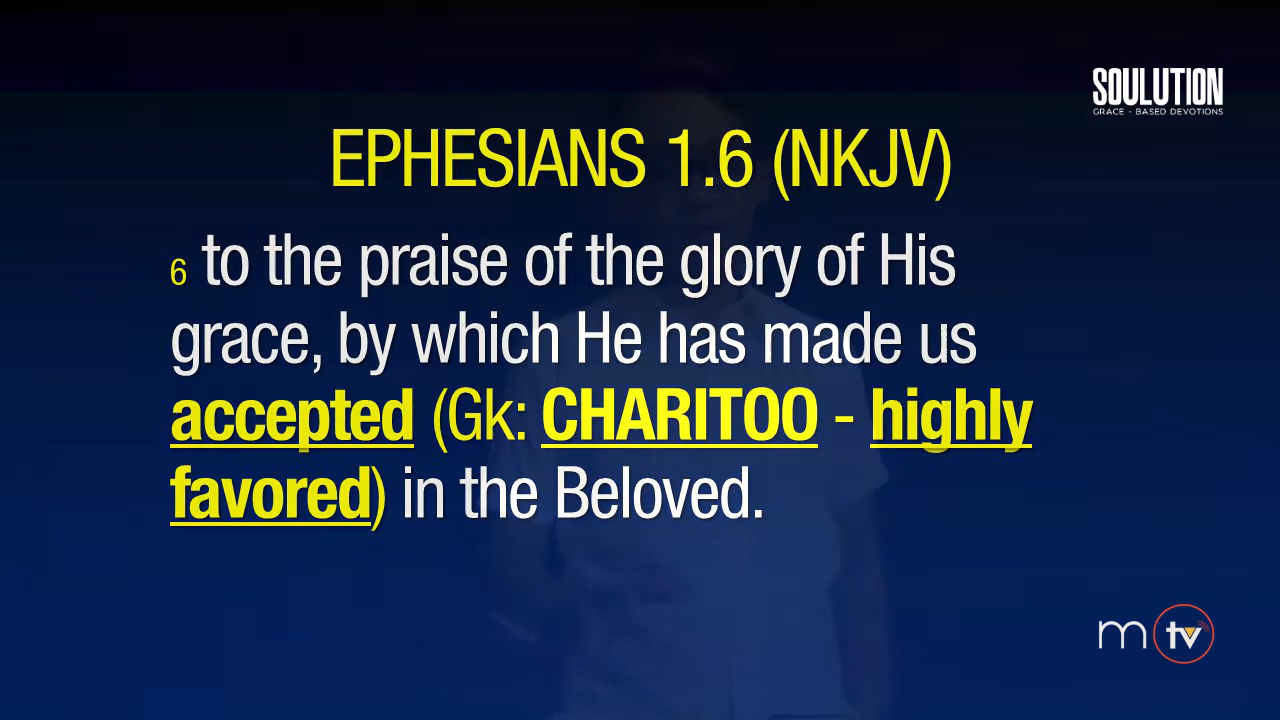 SOULUTION
GRACE - BASED DEVOTIONS
EPHESIANS 1.6 (NKJV)
6 to the praise of the glory of His
grace, by which He has made us
accepted (Gk: CHARITOO - highly
favored) in the Beloved.
m tv